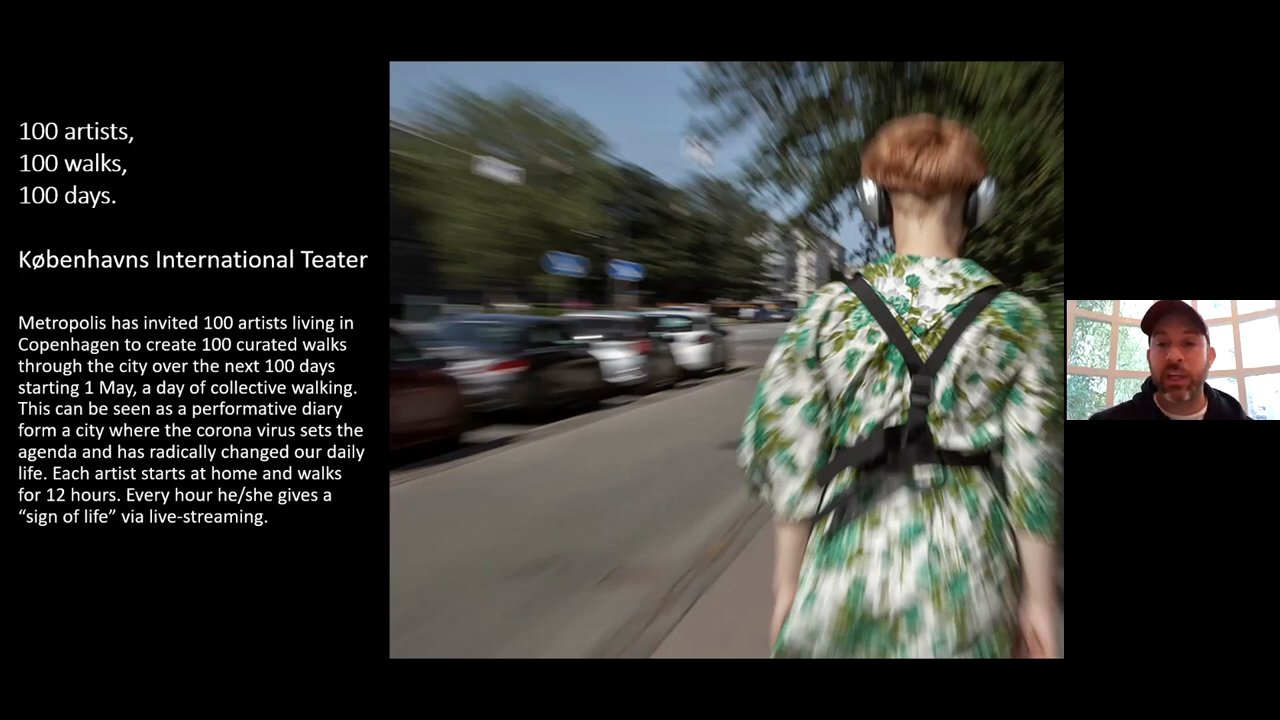 100 artists,
100 walks,
100 days.
Københavns International Teater
Metropolis has invited 100 artists living in
Copenhagen to create 100 curated walks
through the city over the next 100 days
starting 1 May, a day of collective walking.
This can be seen as a performative diary
form a city where the corona virus sets the
agenda and has radically changed our daily
life. Each artist starts at home and walks
for 12 hours. Every hour he/she gives a
“sign of life” via live-streaming.